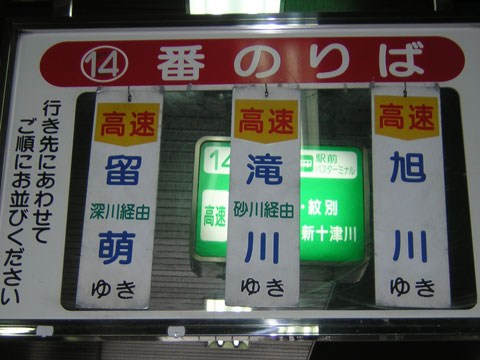 ⑭ 番のりば
行き先にあわせて
ご順にお並びください
高速
留萌
深川経由
ゆき
高速
滝川
砂川経由
ゆき
高速
旭川
ゆき
14
駅前
バスターミナル
高速
・紋別
新十津川